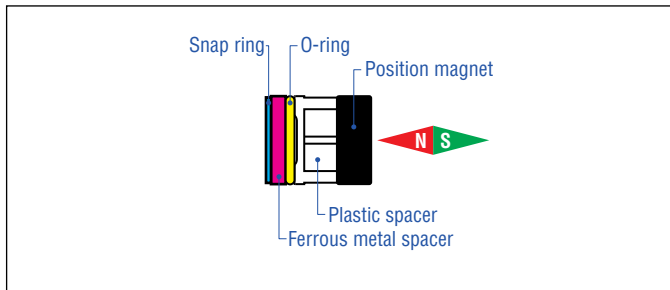 Snap ring
O-ring
Position magnet
N S
Plastic spacer
Ferrous metal spacer